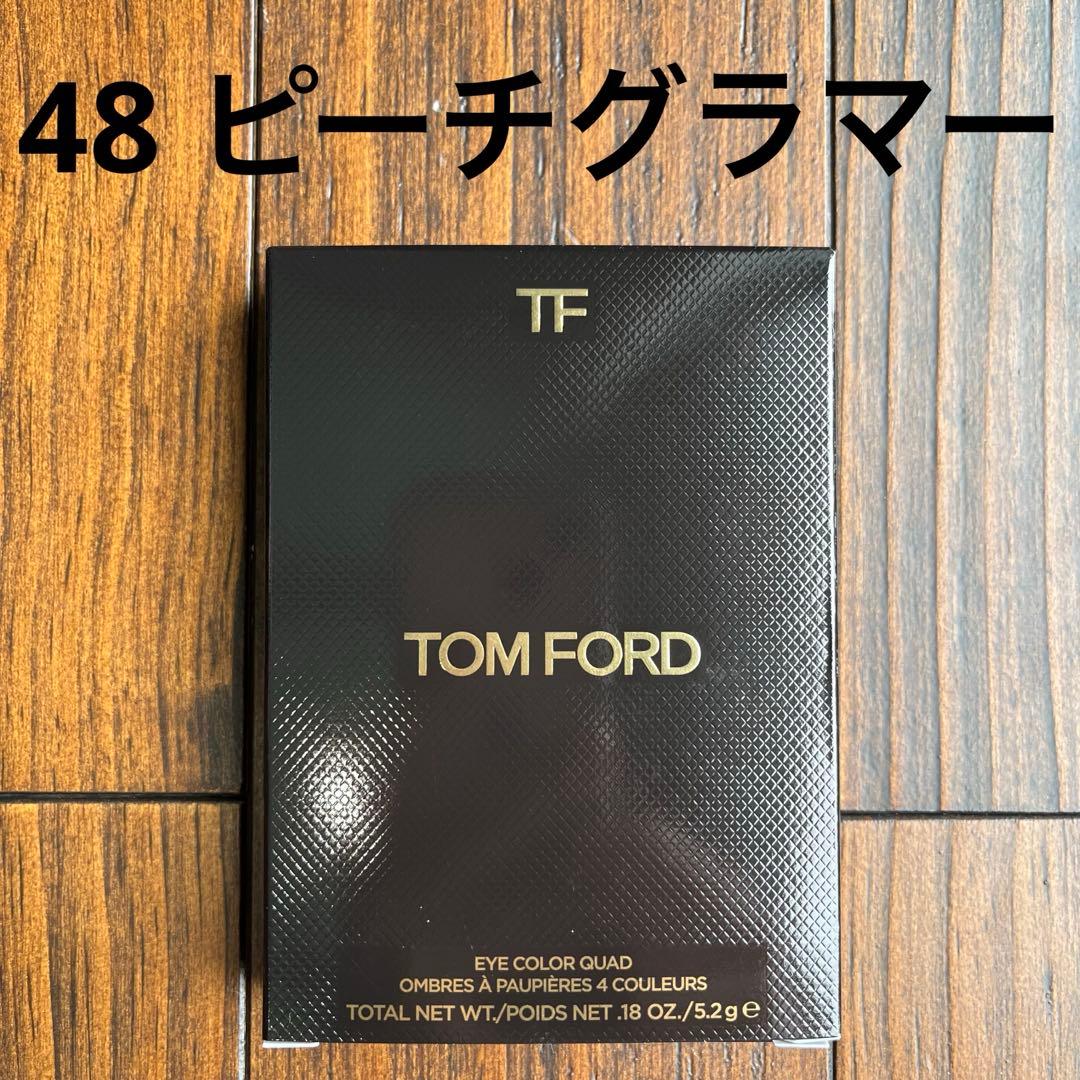 48 ピーチグラマー
TF
TOM FORD
EYE COLOR QUAD
OMBRES À PAUPIÈRES 4 COULEURS
TOTAL NET WT./POIDS NET .18 OZ./5.2g℮